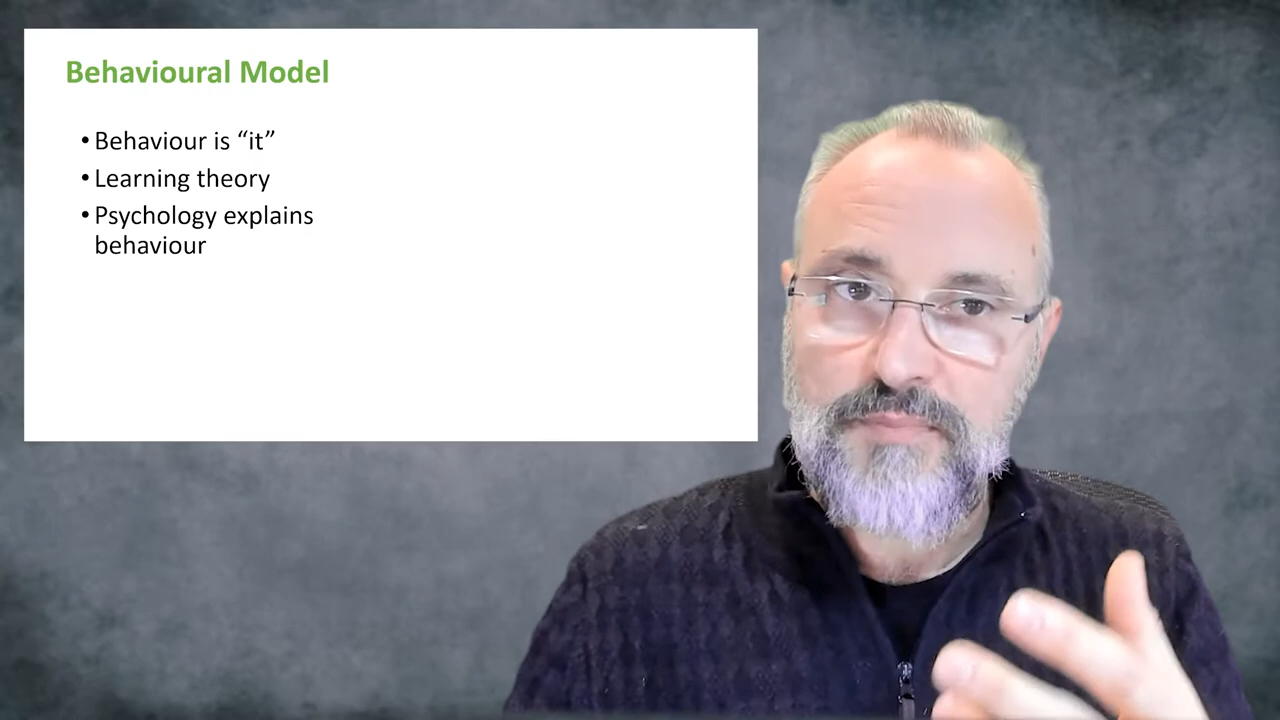 Behavioural Model
• Behaviour is “it”
• Learning theory
• Psychology explains
behaviour